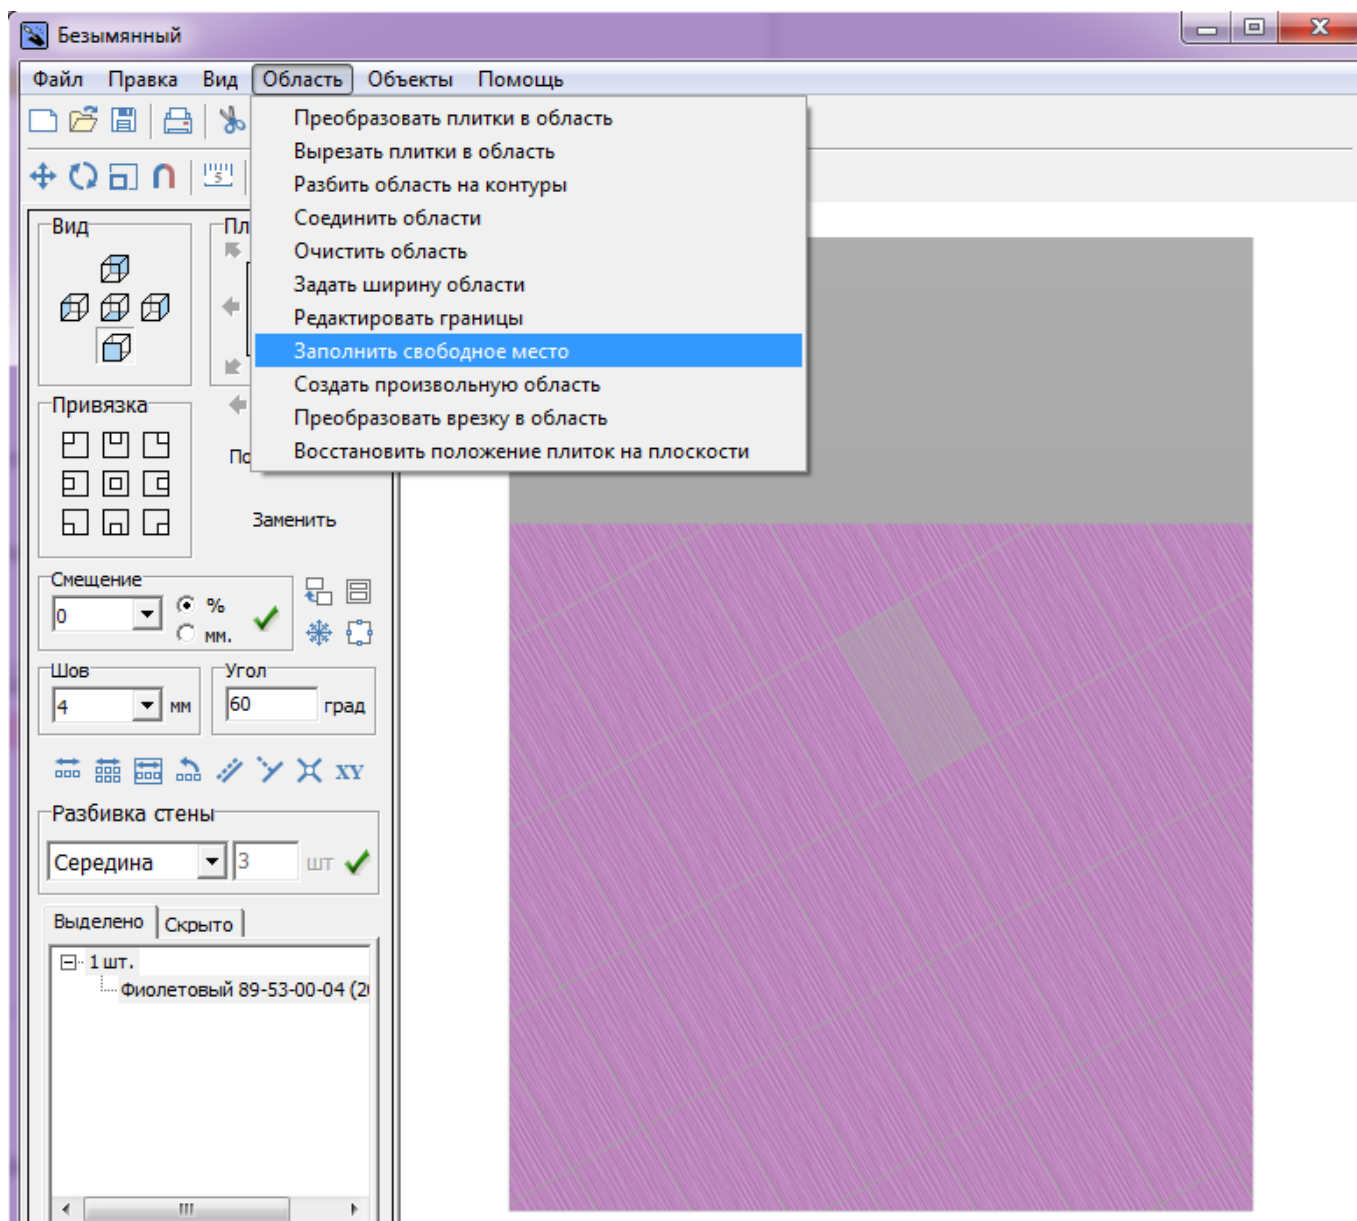 Безымянный
Файл Правка Вид Область Объекты Помощь
Преобразовать плитки в область
Вырезать плитки в область
Разбить область на контуры
Соединить области
Очистить область
Задать ширину области
Редактировать границы
Заполнить свободное место
Создать произвольную область
Преобразовать врезку в область
Восстановить положение плиток на плоскости
5
Вид
Пл
Привязка
По
Заменить
Смещение
0 % мм.
Шов Угол
4 мм 60 град
XY
Разбивка стены
Середина 3 шт
Выделено Скрыто
1 шт.
Фиолетовый 89-53-00-04 (2